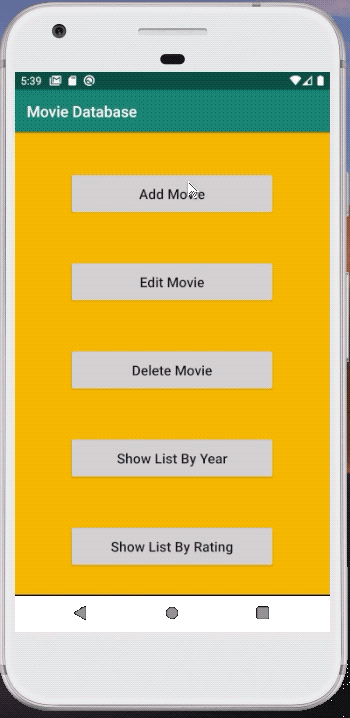 5:39
Movie Database
Add Movie
Edit Movie
Delete Movie
Show List By Year
Show List By Rating